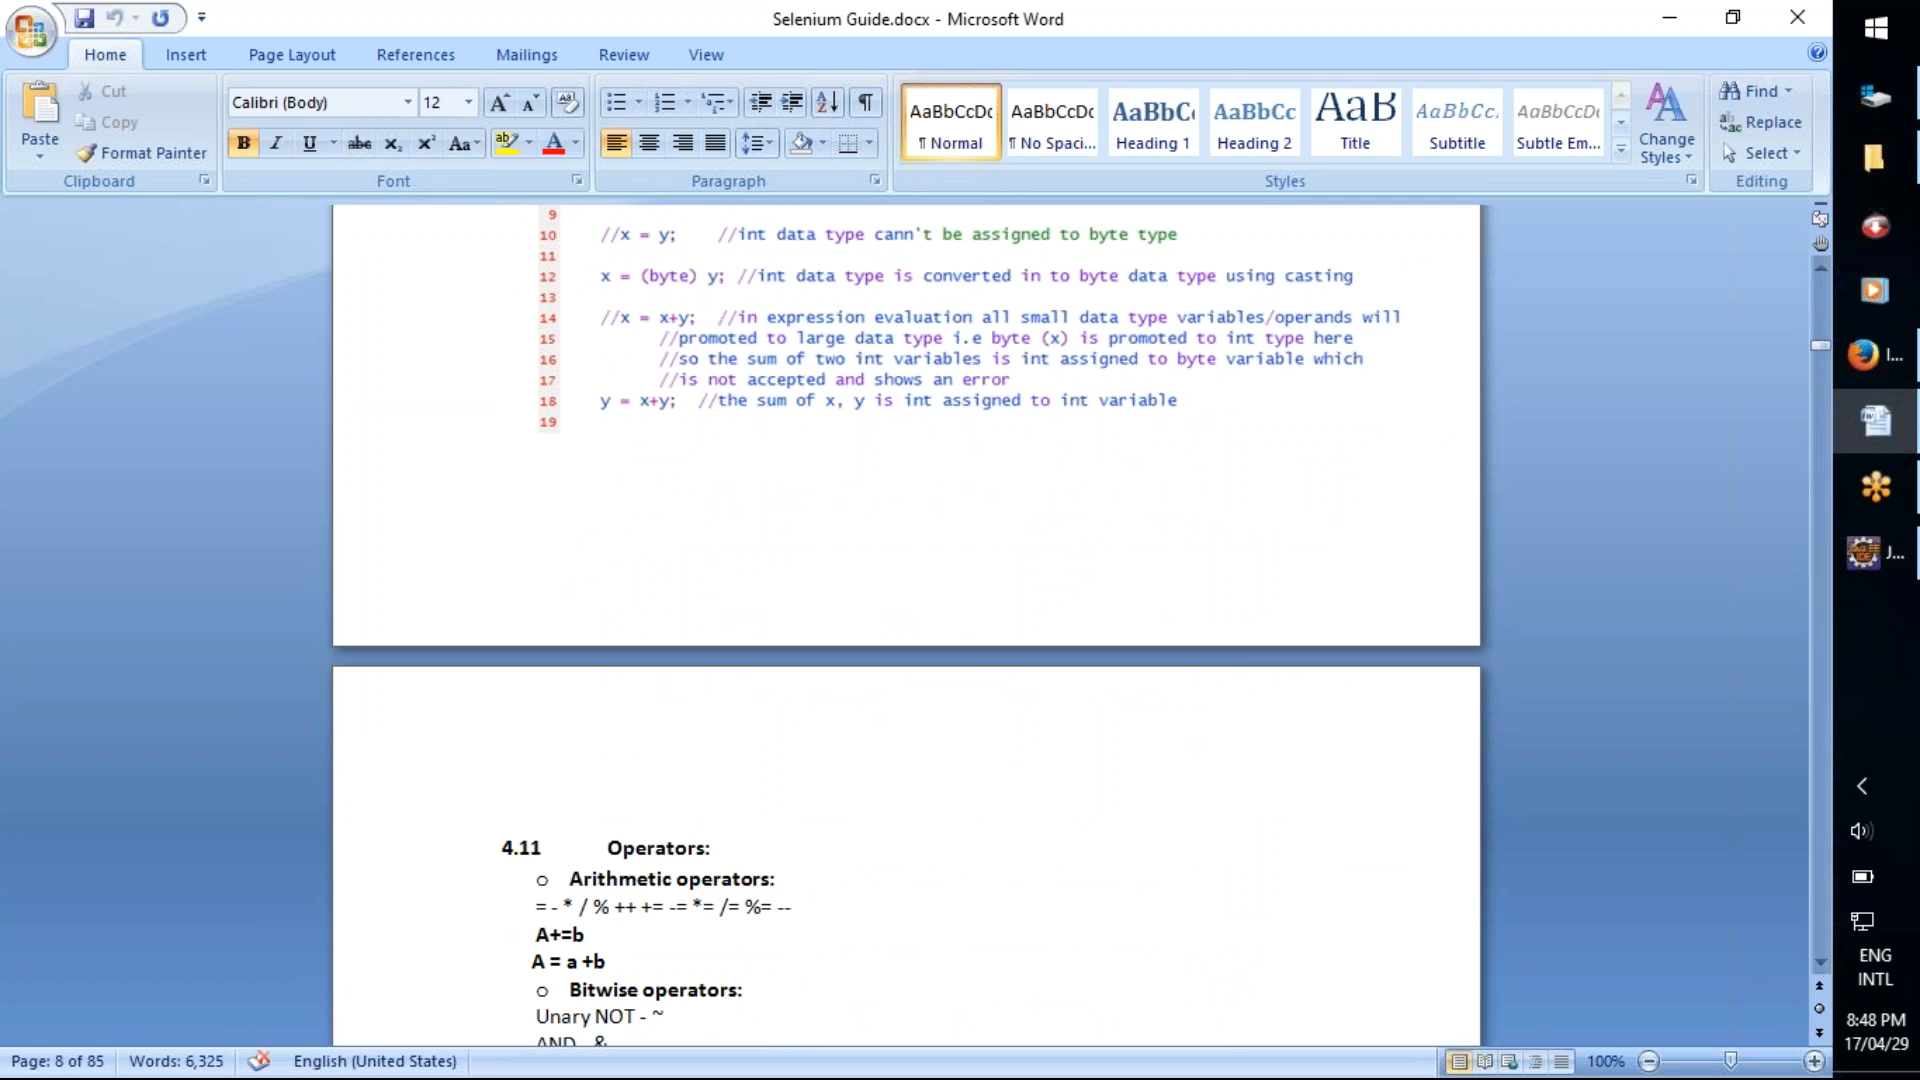 Selenium Guide.docx - Microsoft Word
Home Insert Page Layout References Mailings Review View
Paste
Cut
Copy
Format Painter
Clipboard
Calibri (Body) 12
B I U abc x₂ x² Aa ab A
Font
Paragraph
AaBbCcDc AaBbCcDc AaBbC AaBbCc AaB AaBbCc. AaBbCcDc
¶ Normal ¶ No Spaci... Heading 1 Heading 2 Title Subtitle Subtle Em...
Styles
Change Styles
Find
Replace
Select
Editing
9
10 //x = y; //int data type cann't be assigned to byte type
11
12 x = (byte) y; //int data type is converted in to byte data type using casting
13
14 //x = x+y; //in expression evaluation all small data type variables/operands will
15 //promoted to large data type i.e byte (x) is promoted to int type here
16 //so the sum of two int variables is int assigned to byte variable which
17 //is not accepted and shows an error
18 y = x+y; //the sum of x, y is int assigned to int variable
19
4.11 Operators:
o Arithmetic operators:
= - * / % ++ += -= *= /= %= --
A+=b
A = a +b
o Bitwise operators:
Unary NOT - ~
AND &
Page: 8 of 85 Words: 6,325 English (United States) 100%
I...
J...
ENG
INTL
8:48 PM
17/04/29